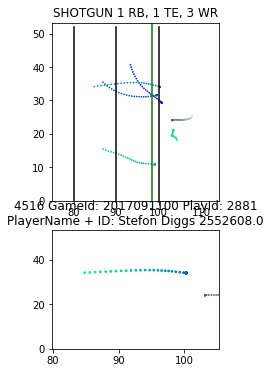 SHOTGUN 1 RB, 1 TE, 3 WR
50
40
30
20
10
0
80 90 100 110
4516 GameId: 2017091100 PlayId: 2881
PlayerName + ID: Stefon Diggs 2552608.0
40
20
0
80 90 100